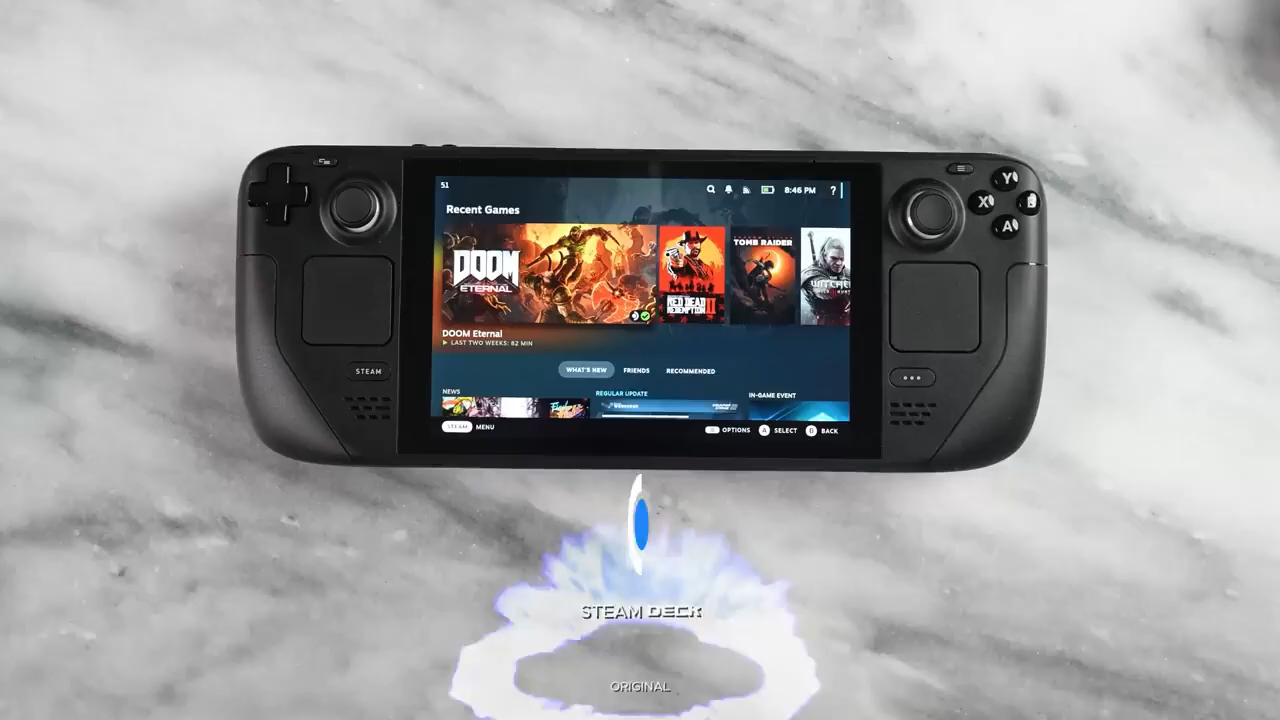 51
8:46 PM
?
Recent Games
DOOM
ETERNAL
RED DEAD
REDEMPTION II
TOMB RAIDER
WITCHER
DOOM Eternal
LAST TWO WEEKS: 82 MIN
WHAT'S NEW
FRIENDS
RECOMMENDED
NEWS
REGULAR UPDATE
IN-GAME EVENT
STEAM
MENU
OPTIONS
A
SELECT
B
BACK
STEAM
Y
X
B
A
STEAM DECK
ORIGINAL